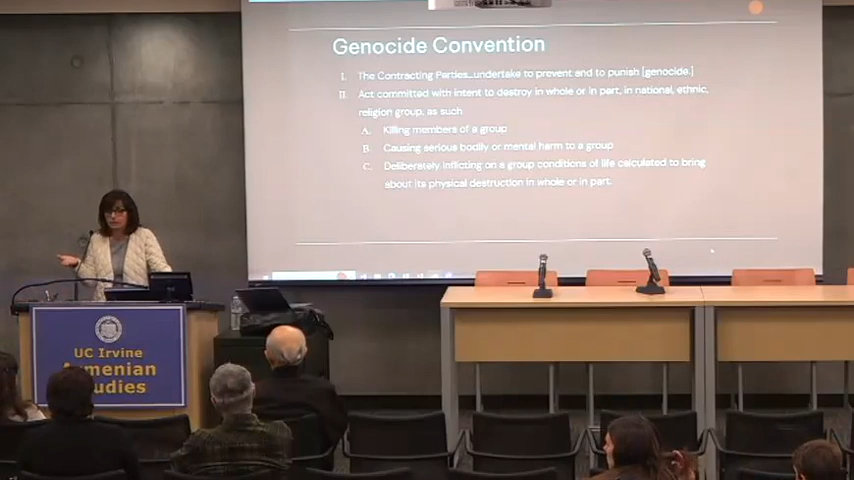 Genocide Convention
I. The Contracting Parties...undertake to prevent and to punish [genocide.]
II. Act committed with intent to destroy in whole or in part, in national, ethnic,
religion group, as such
A. Killing members of a group
B. Causing serious bodily or mental harm to a group
C. Deliberately inflicting on a group conditions of life calculated to bring
about its physical destruction in whole or in part.
UC Irvine
Armenian
Studies